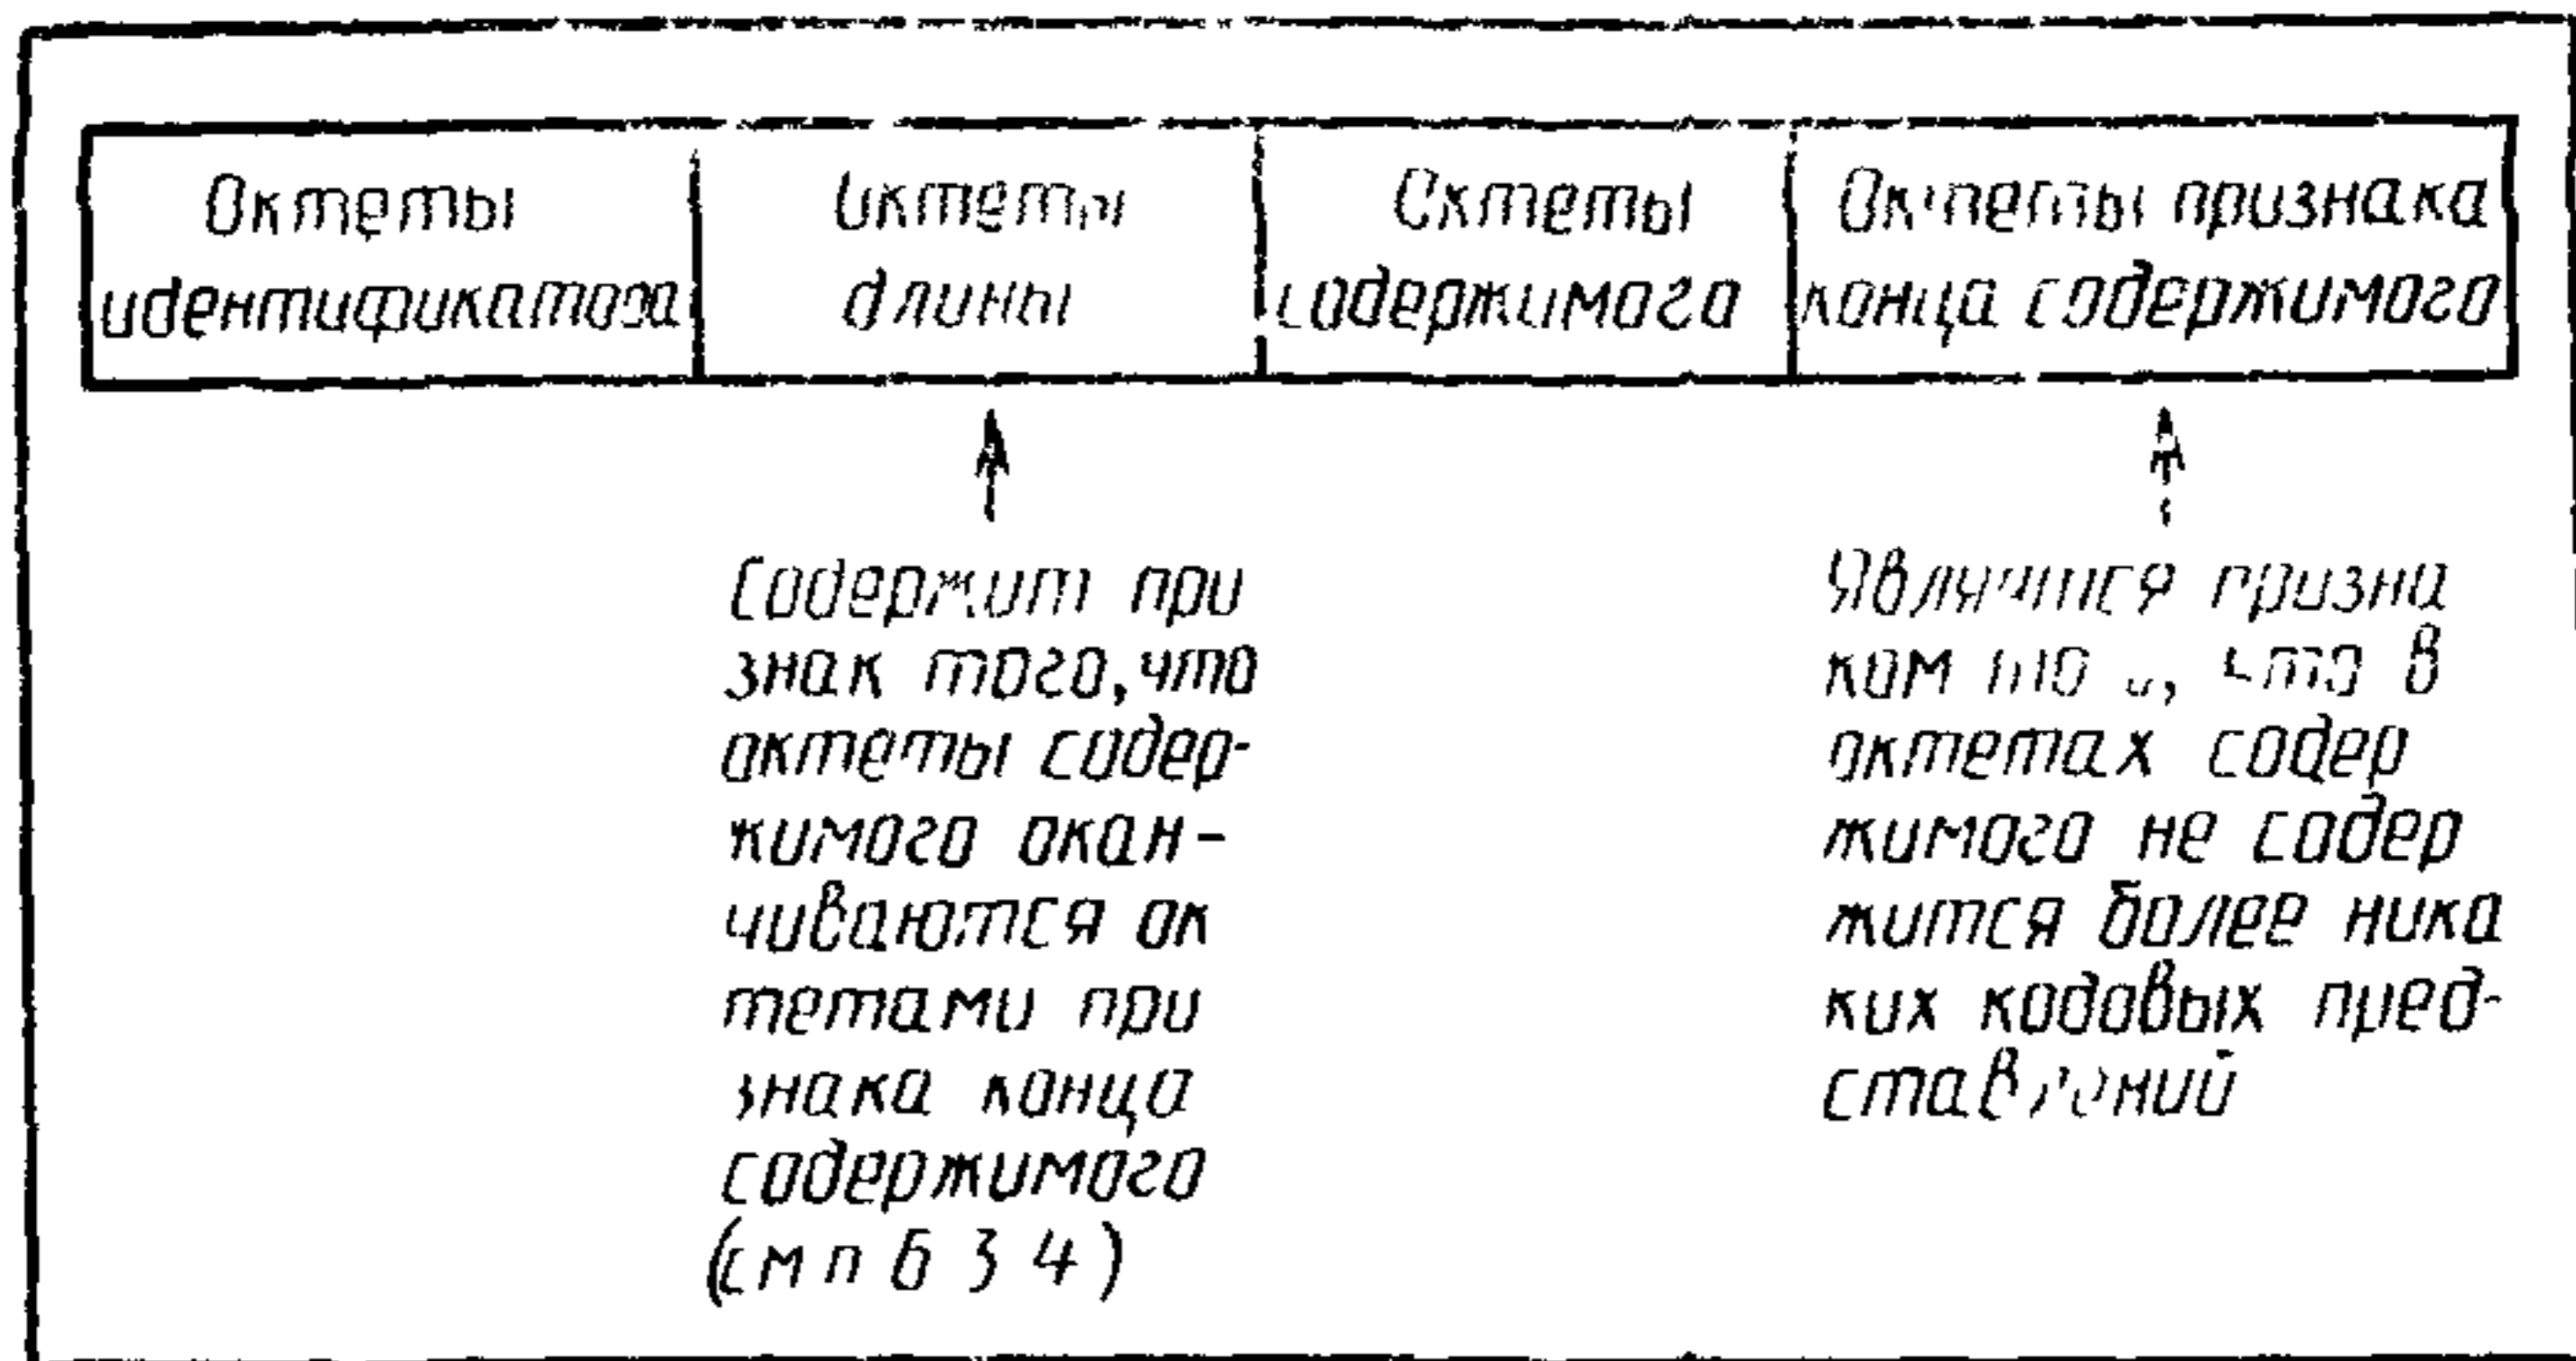 Октеты
идентификатора
Октеты
длины
Октеты
содержимого
Октеты признака
конца содержимого
Содержит при
знак того, что
октеты содер-
жимого окан-
чиваются ок
тетами при
знака конца
содержимого
(см п 6 3 4)
Является призна
ком того, что в
октетах содер
жимого не содер
жится более ника
ких кодовых пред-
ставлений